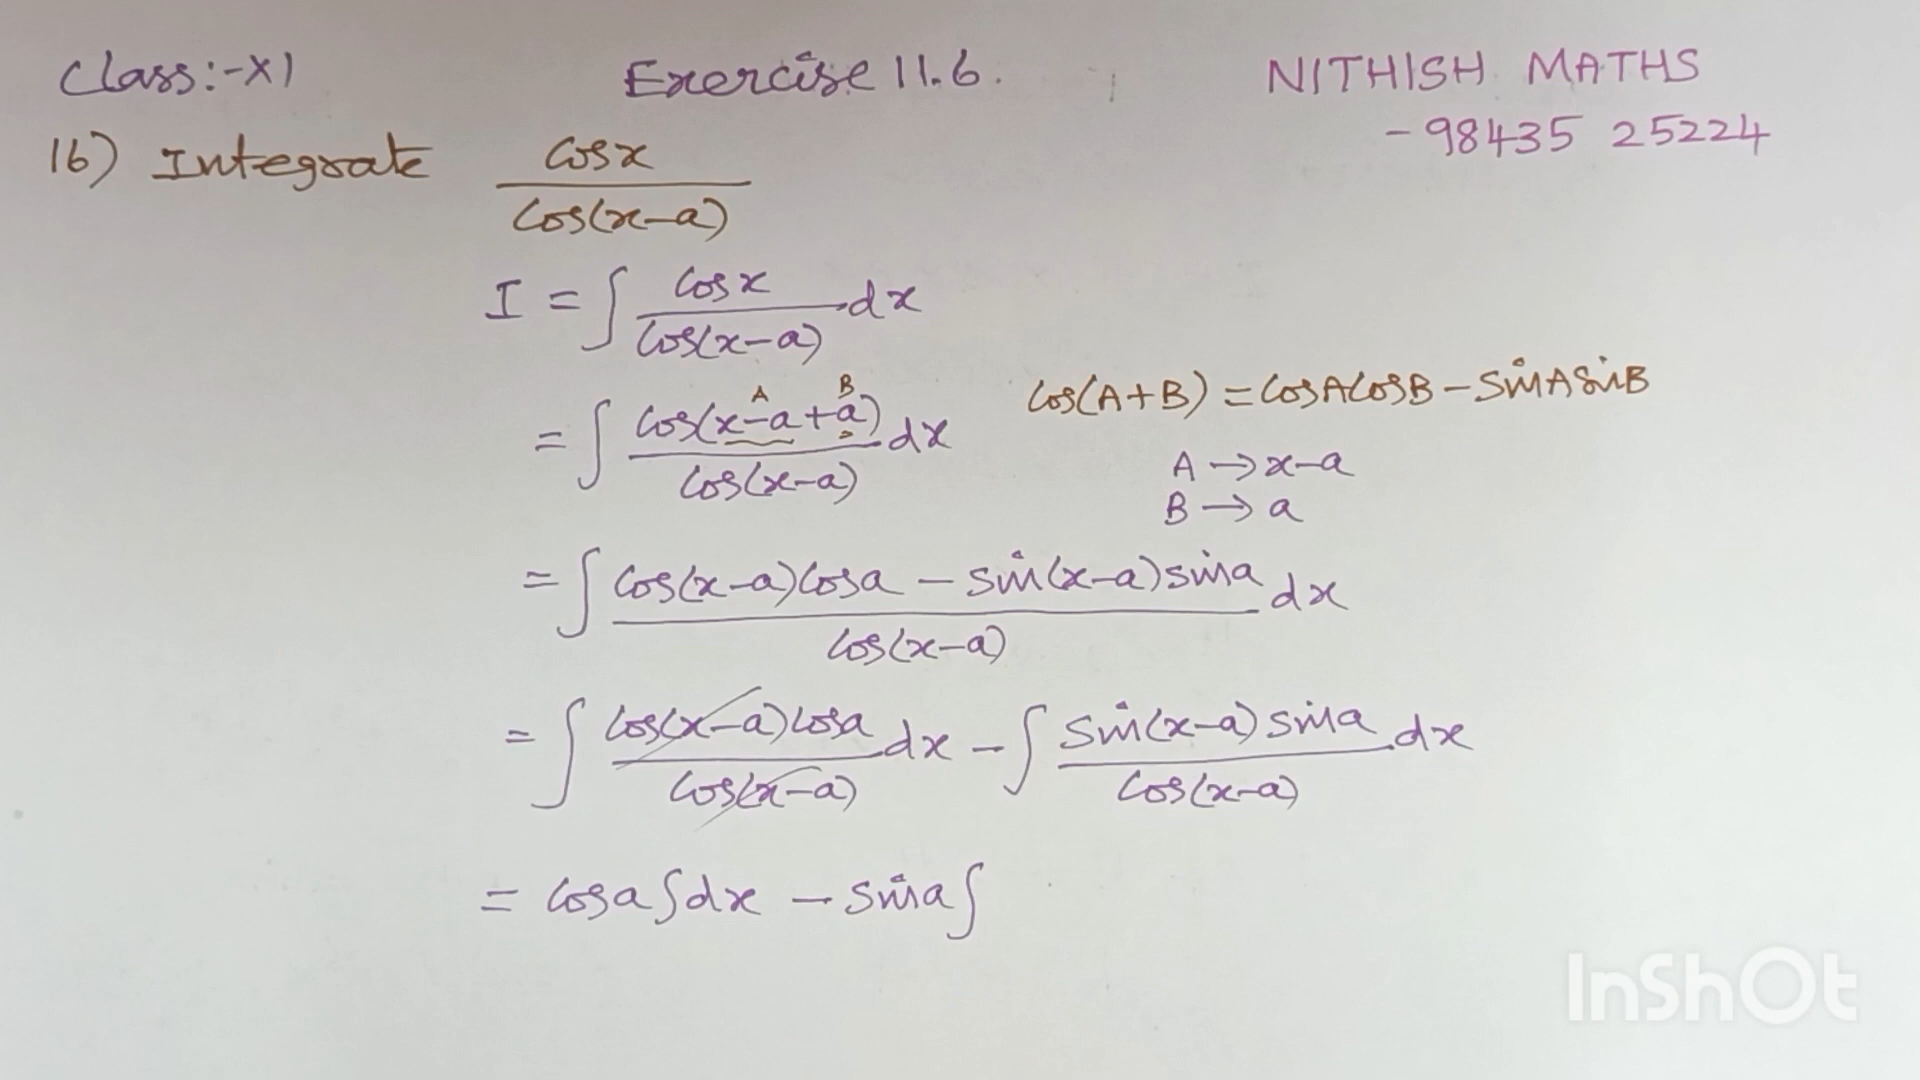 Class:-XI Exercise 11.6. NITHISH MATHS
-98435 25224
16) Integrate cosx / cos(x-a)
I = ∫ cosx / cos(x-a) dx
= ∫ cos(x-a+a) / cos(x-a) dx A B cos(A+B) = cosAcosB - sinAsinB
A → x-a
B → a
= ∫ cos(x-a)cosa - sin(x-a)sina / cos(x-a) dx
= ∫ cos(x-a)cosa / cos(x-a) dx - ∫ sin(x-a)sina / cos(x-a) dx
= cosa∫dx - sina∫
InShOt